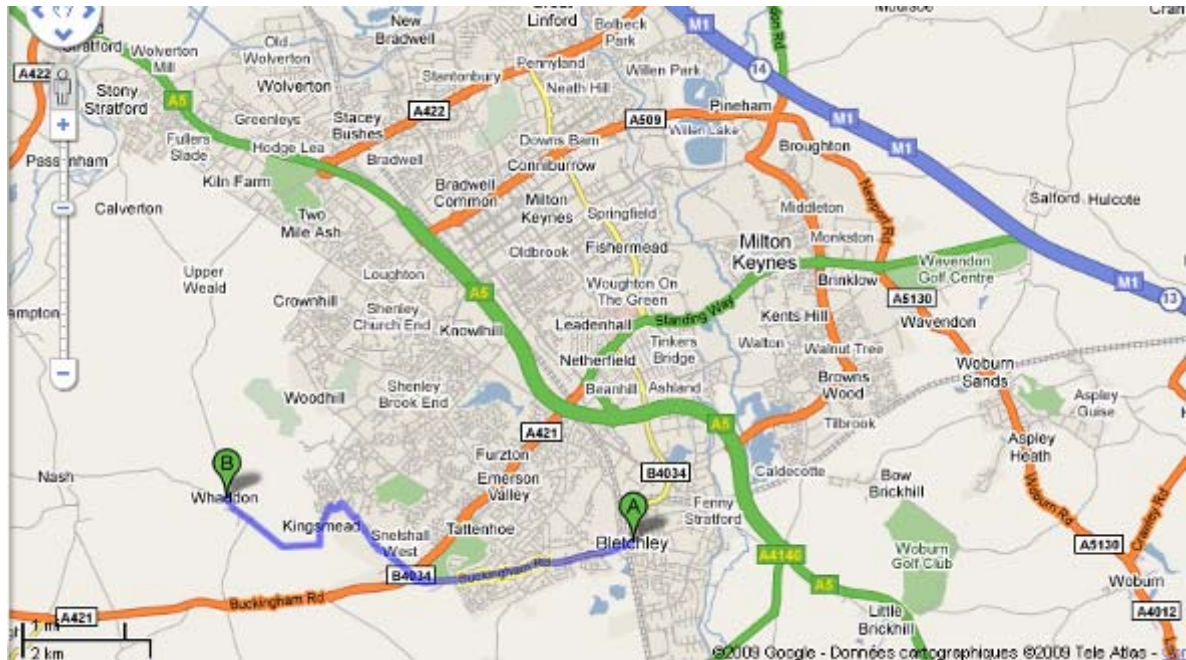 Linford
Bolbeck Park
New Bradwell
M1
Stratford
Wolverton Mill
Old Wolverton
Pennyland
14
A422
Stantonbury
Willen Park
Neath Hill
Stony Stratford
Wolverton
A5
Greenleys
Stacey Bushes
A422
A509
Pineham
Willen Lake
M1
Fullers Slade
Hodge Lea
Downs Barn
Broughton
M1
Bradwell
Conniburrow
Kiln Farm
Bradwell Common
Milton Keynes
Newport Rd
Salford
Hulcote
Calverton
Two Mile Ash
Springfield
Middleton
Oldbrook
Fishermead
Milton Keynes
Monkston
Upper Weald
Loughton
Woughton On The Green
Brinklow
Wavendon Golf Centre
M1
13
Crownhill
A5
A5130
Shenley Church End
Knowlhill
Leadenhall
Standing Way
Kents Hill
Wavendon
Netherfield
Tinkers Bridge
Walton
Walnut Tree
Woburn Sands
Woodhill
Shenley Brook End
Beanhill
Ashland
Browns Wood
Aspley Guise
A421
A5
Tilbrook
Aspley Heath
Furzton
B
Nash
Whaddon
Emerson Valley
B4034
Caldecotte
Bow Brickhill
Woburn Rd
Crawley Rd
Kingsmead
Snelshall West
Tattenhoe
A
Bletchley
Fenny Stratford
A5130
B4034
Buckingham Rd
A4146
A5
Woburn Golf Club
Woburn
A421
Buckingham Rd
Little Brickhill
A4012
1 mi
2 km
©2009 Google - Données cartographiques ©2009 Tele Atlas -